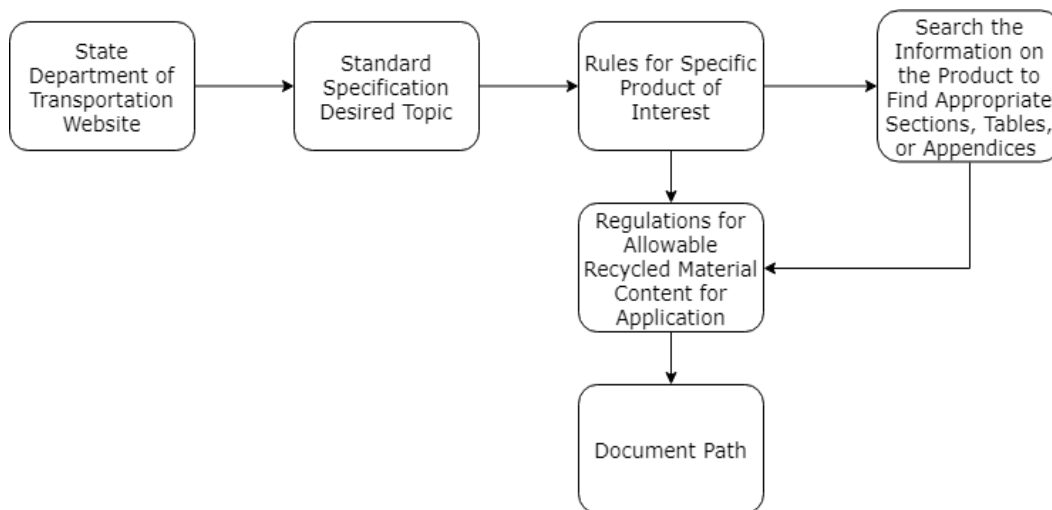 State
Department of
Transportation
Website
Standard
Specification
Desired Topic
Rules for Specific
Product of
Interest
Search the
Information on
the Product to
Find Appropriate
Sections, Tables,
or Appendices
Regulations for
Allowable
Recycled Material
Content for
Application
Document Path